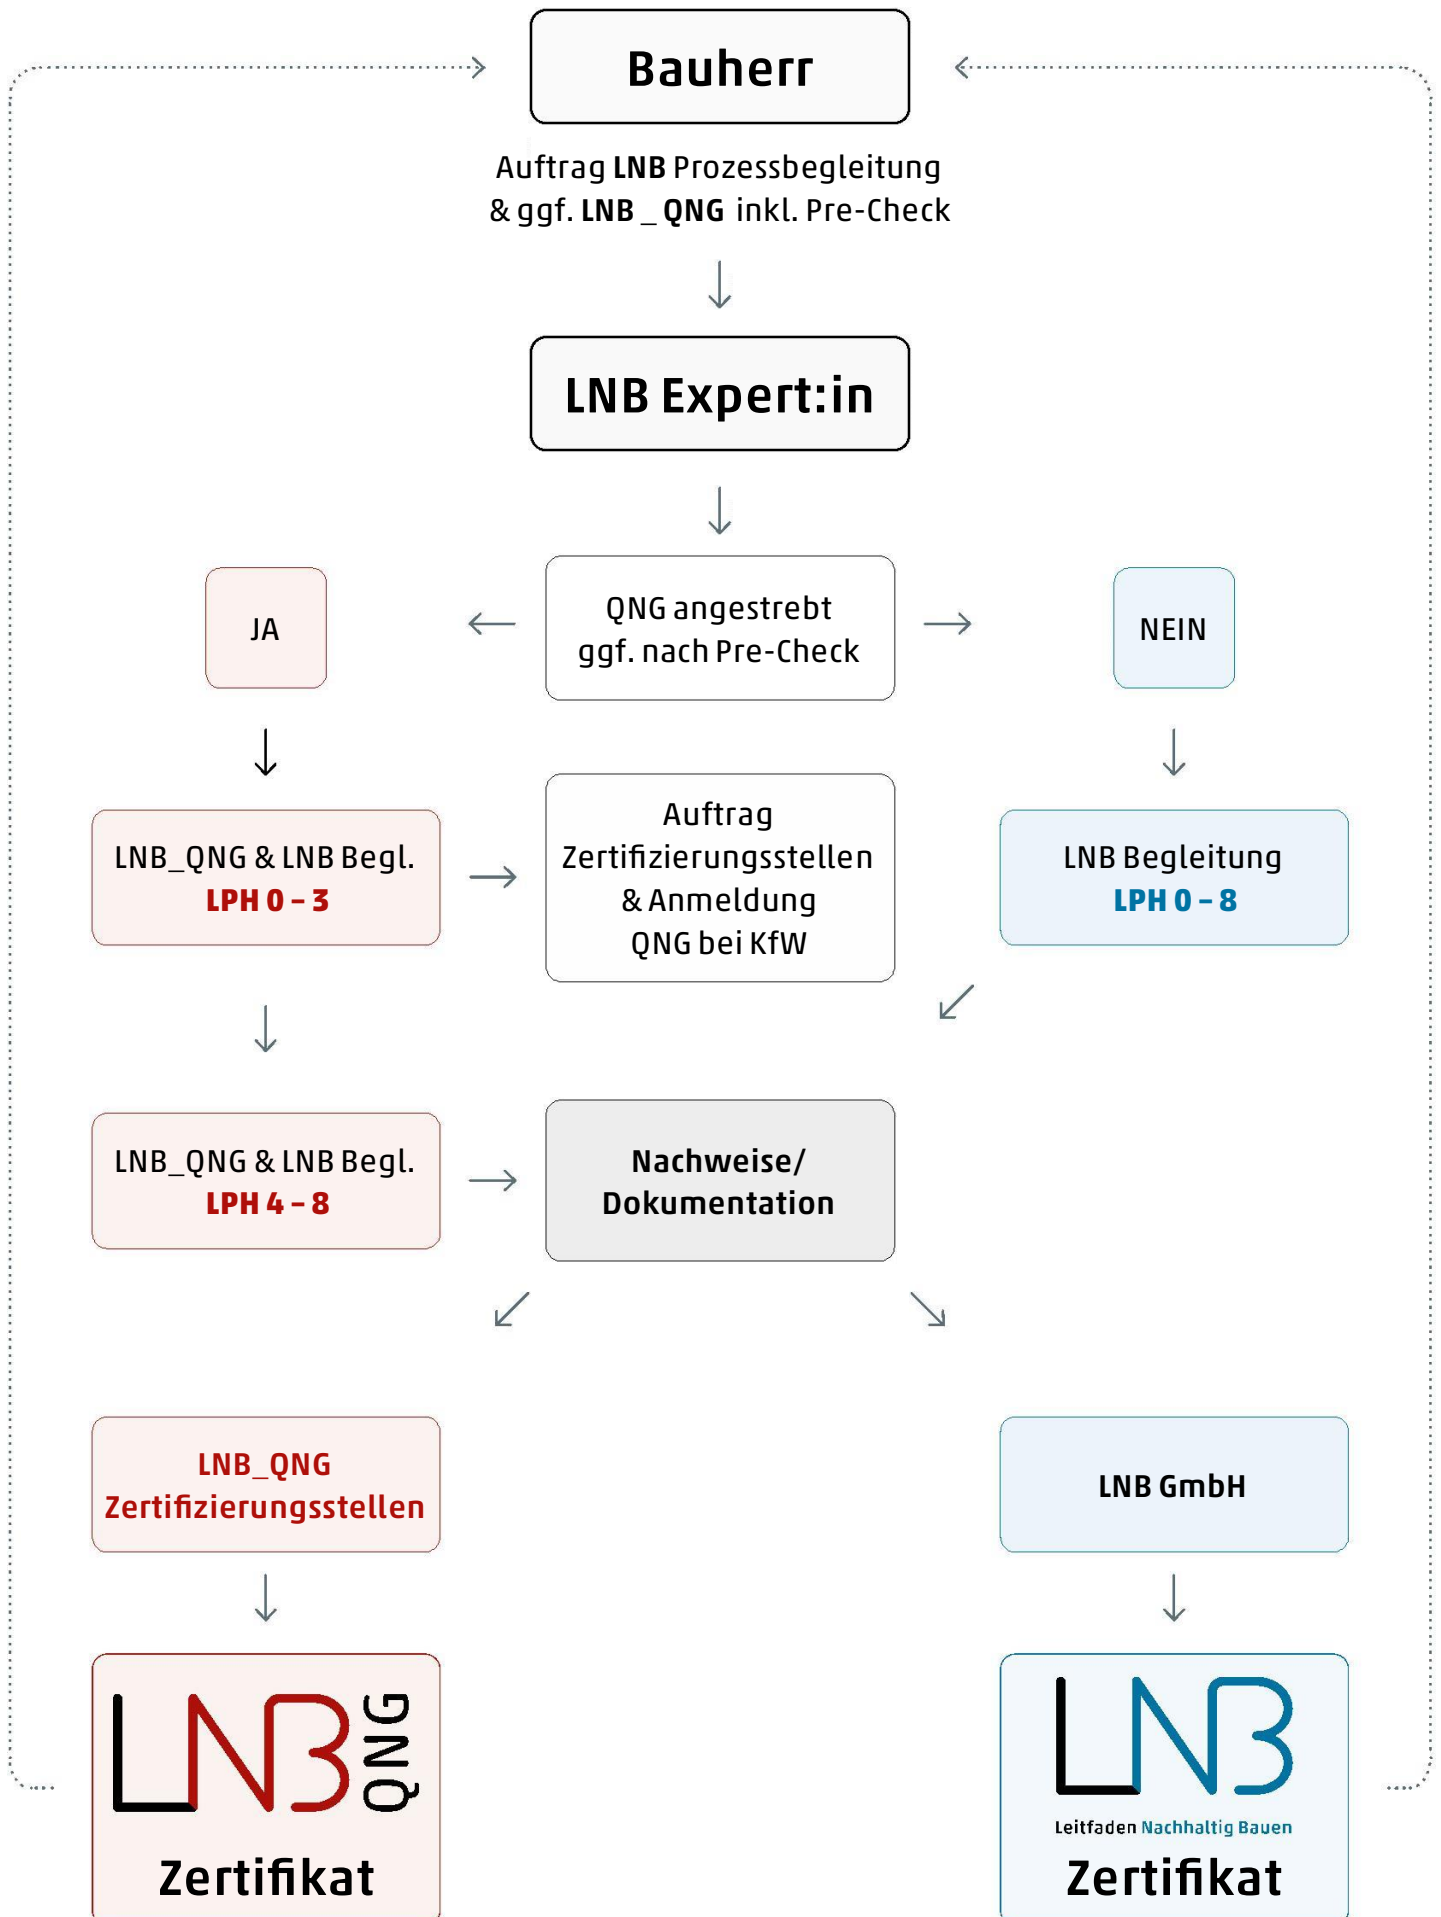 Bauherr
Auftrag LNB Prozessbegleitung
& ggf. LNB _ QNG inkl. Pre-Check
LNB Expert:in
JA
QNG angestrebt
ggf. nach Pre-Check
NEIN
LNB_QNG & LNB Begl.
LPH 0 – 3
Auftrag
Zertifizierungsstellen
& Anmeldung
QNG bei KfW
LNB Begleitung
LPH 0 – 8
LNB_QNG & LNB Begl.
LPH 4 – 8
Nachweise/
Dokumentation
LNB_QNG
Zertifizierungsstellen
LNB GmbH
LNB QNG
Zertifikat
LNB
Leitfaden Nachhaltig Bauen
Zertifikat